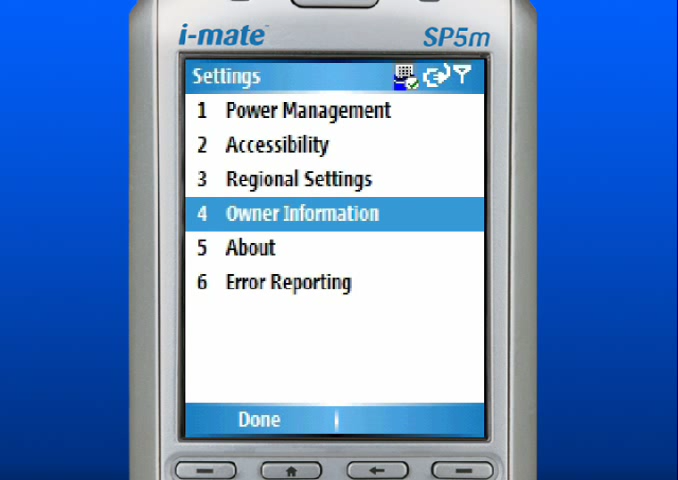 i-mate
SP5m
Settings
1 Power Management
2 Accessibility
3 Regional Settings
4 Owner Information
5 About
6 Error Reporting
Done